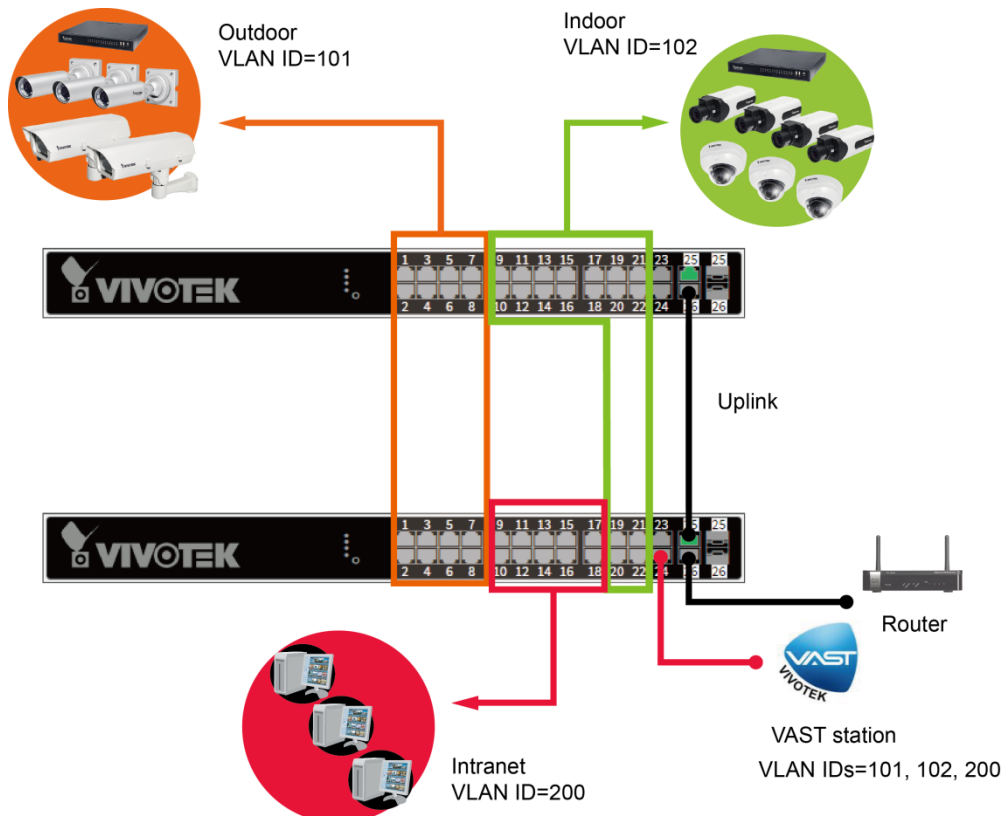 Outdoor
VLAN ID=101
Indoor
VLAN ID=102
1 3 5 7 9 11 13 15 17 19 21 23 25 25
VIVOTEK
2 4 6 8 10 12 14 16 18 20 22 24 26 26
Uplink
1 3 5 7 9 11 13 15 17 19 21 23 25 25
VIVOTEK
2 4 6 8 10 12 14 16 18 20 22 24 26 26
Router
VAST
VIVOTEK
VAST station
VLAN IDs=101, 102, 200
Intranet
VLAN ID=200